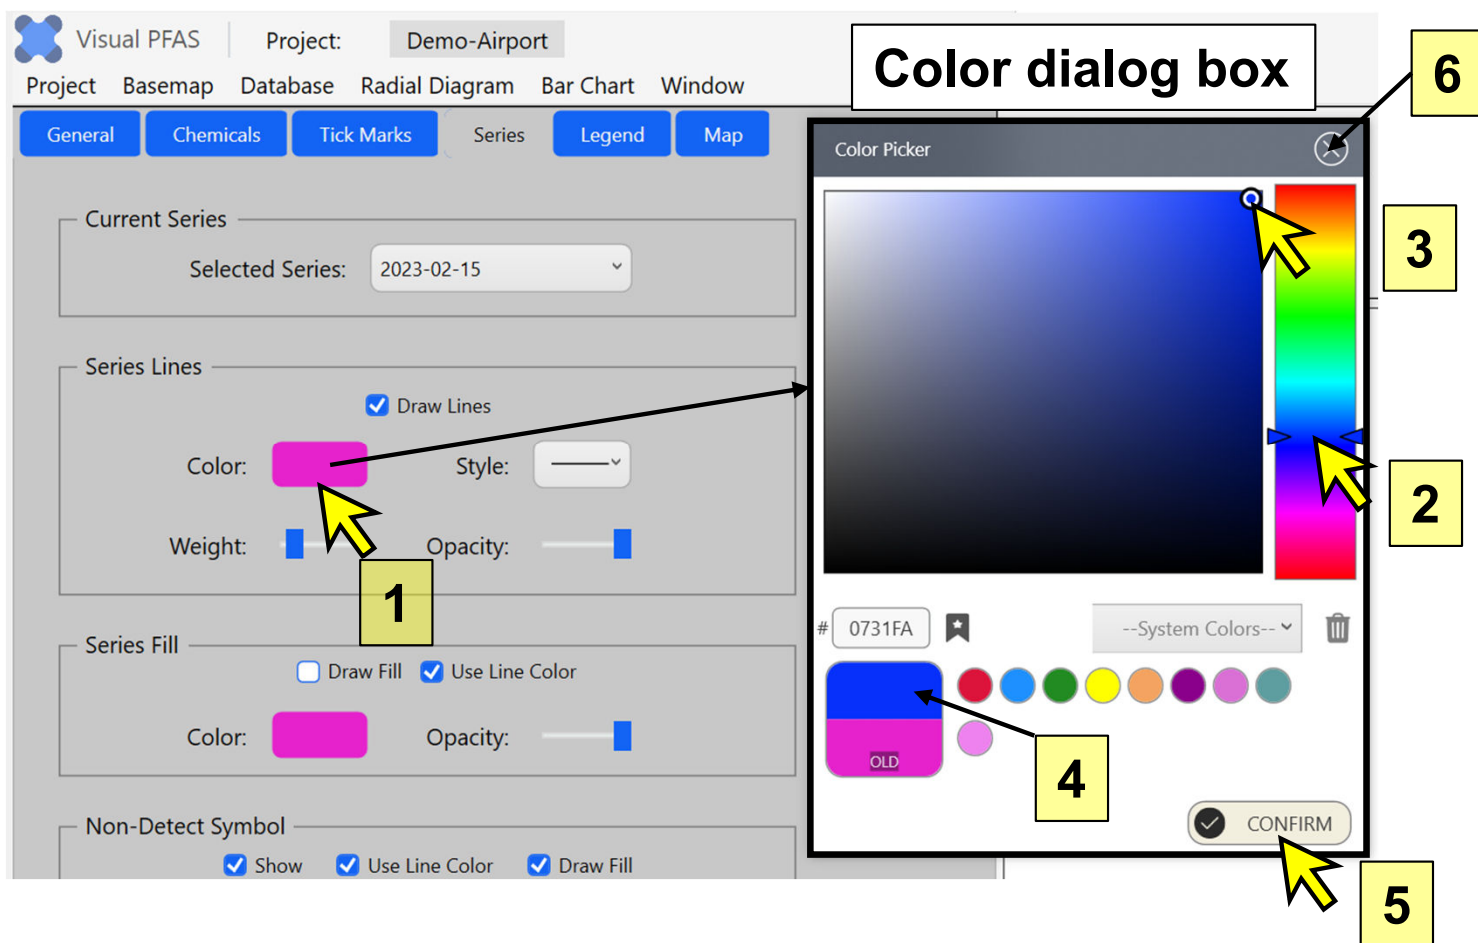 Visual PFAS Project: Demo-Airport
Project Basemap Database Radial Diagram Bar Chart Window
Color dialog box
6
General Chemicals Tick Marks Series Legend Map
Color Picker
Current Series
Selected Series: 2023-02-15
3
Series Lines
Draw Lines
Color: Style:
2
Weight: Opacity:
1
# 0731FA --System Colors--
Series Fill
Draw Fill Use Line Color
Color: Opacity:
OLD
4
Non-Detect Symbol
CONFIRM
Show Use Line Color Draw Fill
5